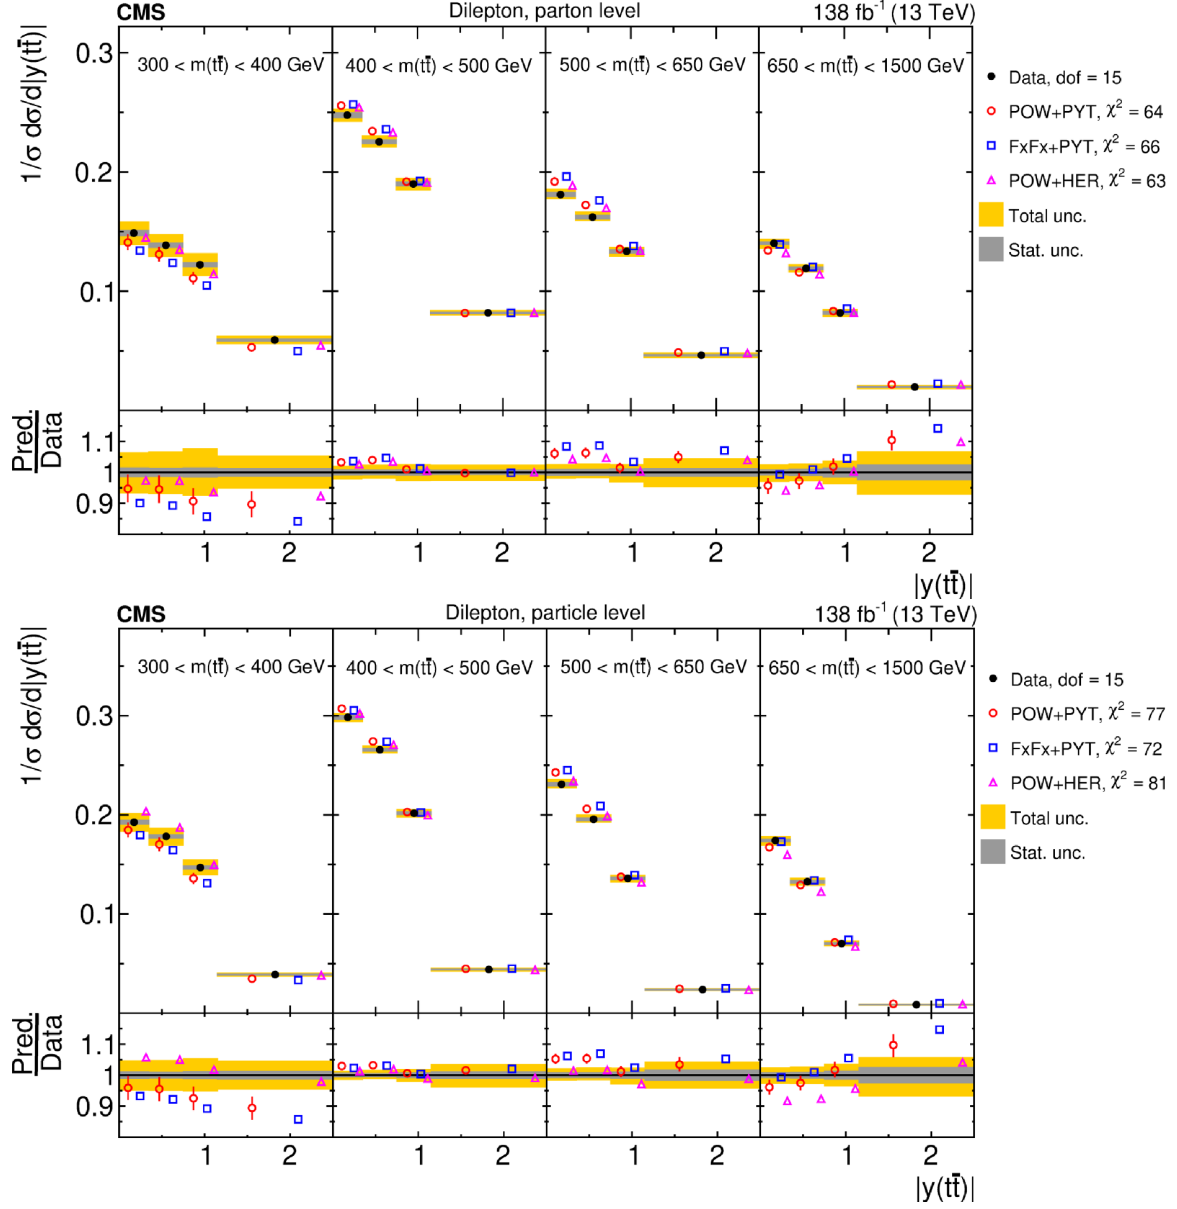 CMS Dilepton, parton level 138 fb⁻¹ (13 TeV)
1/σ dσ/d|y(tt̄)|
300 < m(tt̄) < 400 GeV 400 < m(tt̄) < 500 GeV 500 < m(tt̄) < 650 GeV 650 < m(tt̄) < 1500 GeV
0.3
0.2
0.1
Data, dof = 15
POW+PYT, χ² = 64
FxFx+PYT, χ² = 66
POW+HER, χ² = 63
Total unc.
Stat. unc.
Pred.
Data
1.1
1
0.9
1 2 1 2 1 2 1 2
|y(tt̄)|
CMS Dilepton, particle level 138 fb⁻¹ (13 TeV)
1/σ dσ/d|y(tt̄)|
300 < m(tt̄) < 400 GeV 400 < m(tt̄) < 500 GeV 500 < m(tt̄) < 650 GeV 650 < m(tt̄) < 1500 GeV
0.3
0.2
0.1
Data, dof = 15
POW+PYT, χ² = 77
FxFx+PYT, χ² = 72
POW+HER, χ² = 81
Total unc.
Stat. unc.
Pred.
Data
1.1
1
0.9
1 2 1 2 1 2 1 2
|y(tt̄)|